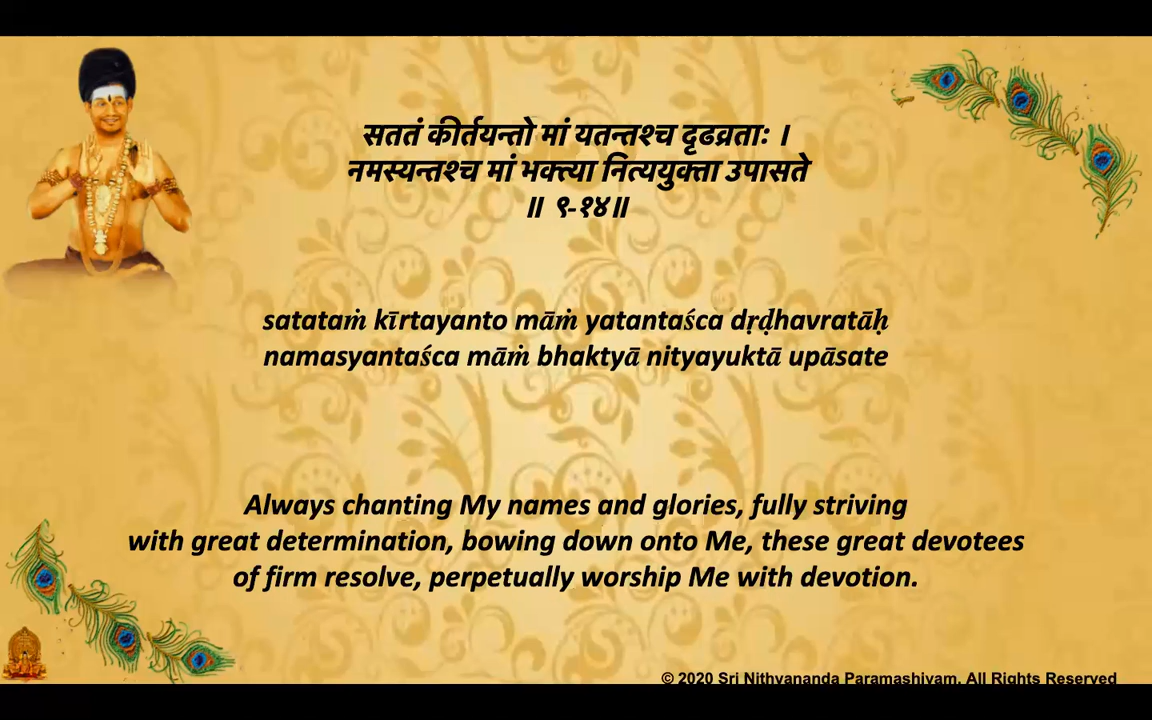 सततं कीर्तयन्तो मां यतन्तश्च दृढव्रताः ।
नमस्यन्तश्च मां भक्त्या नित्ययुक्ता उपासते
॥ ९-१४॥
satataṁ kīrtayanto māṁ yatantaśca dṛḍhavratāḥ
namasyantaśca māṁ bhaktyā nityayuktā upāsate
Always chanting My names and glories, fully striving
with great determination, bowing down onto Me, these great devotees
of firm resolve, perpetually worship Me with devotion.
© 2020 Sri Nithyananda Paramashivam. All Rights Reserved